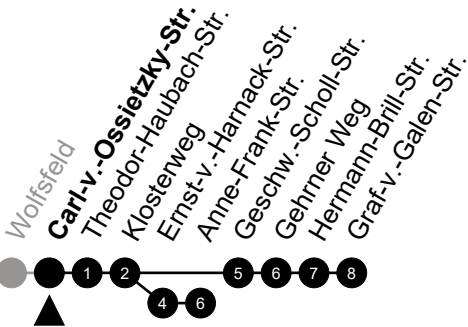 Wolfsfeld
Carl-v.-Ossietzky-Str.
Theodor-Haubach-Str.
Klosterweg
Ernst-v.-Harnack-Str.
Anne-Frank-Str.
Geschw.-Scholl-Str.
Gehrner Weg
Hermann-Brill-Str.
Graf-v.-Galen-Str.
1 2 5 6 7 8
4 6